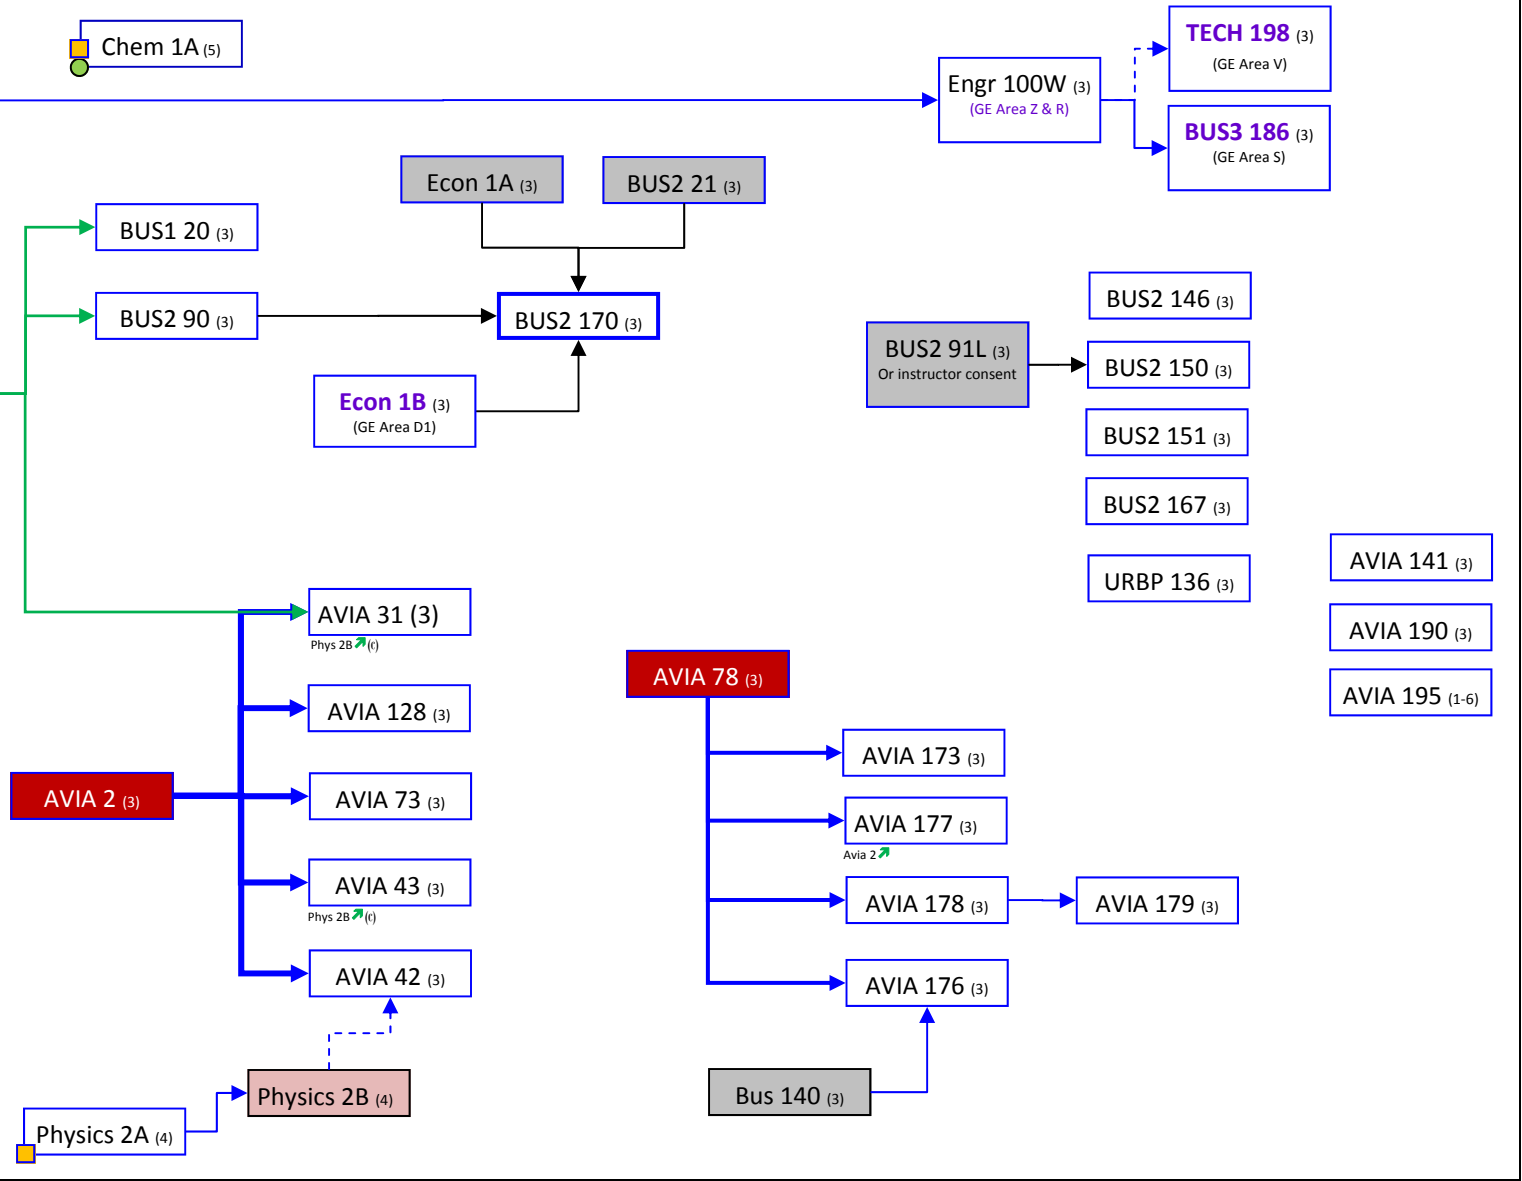 Chem 1A (5)
TECH 198 (3)
(GE Area V)
Engr 100W (3)
(GE Area Z & R)
BUS3 186 (3)
(GE Area S)
Econ 1A (3)
BUS2 21 (3)
BUS1 20 (3)
BUS2 90 (3)
BUS2 170 (3)
BUS2 146 (3)
BUS2 91L (3)
Or instructor consent
BUS2 150 (3)
Econ 1B (3)
(GE Area D1)
BUS2 151 (3)
BUS2 167 (3)
URBP 136 (3)
AVIA 141 (3)
AVIA 190 (3)
AVIA 195 (1-6)
AVIA 31 (3)
Phys 2B (c)
AVIA 78 (3)
AVIA 128 (3)
AVIA 173 (3)
AVIA 2 (3)
AVIA 73 (3)
AVIA 177 (3)
Avia 2
AVIA 43 (3)
Phys 2B (c)
AVIA 178 (3)
AVIA 179 (3)
AVIA 42 (3)
AVIA 176 (3)
Physics 2B (4)
Bus 140 (3)
Physics 2A (4)